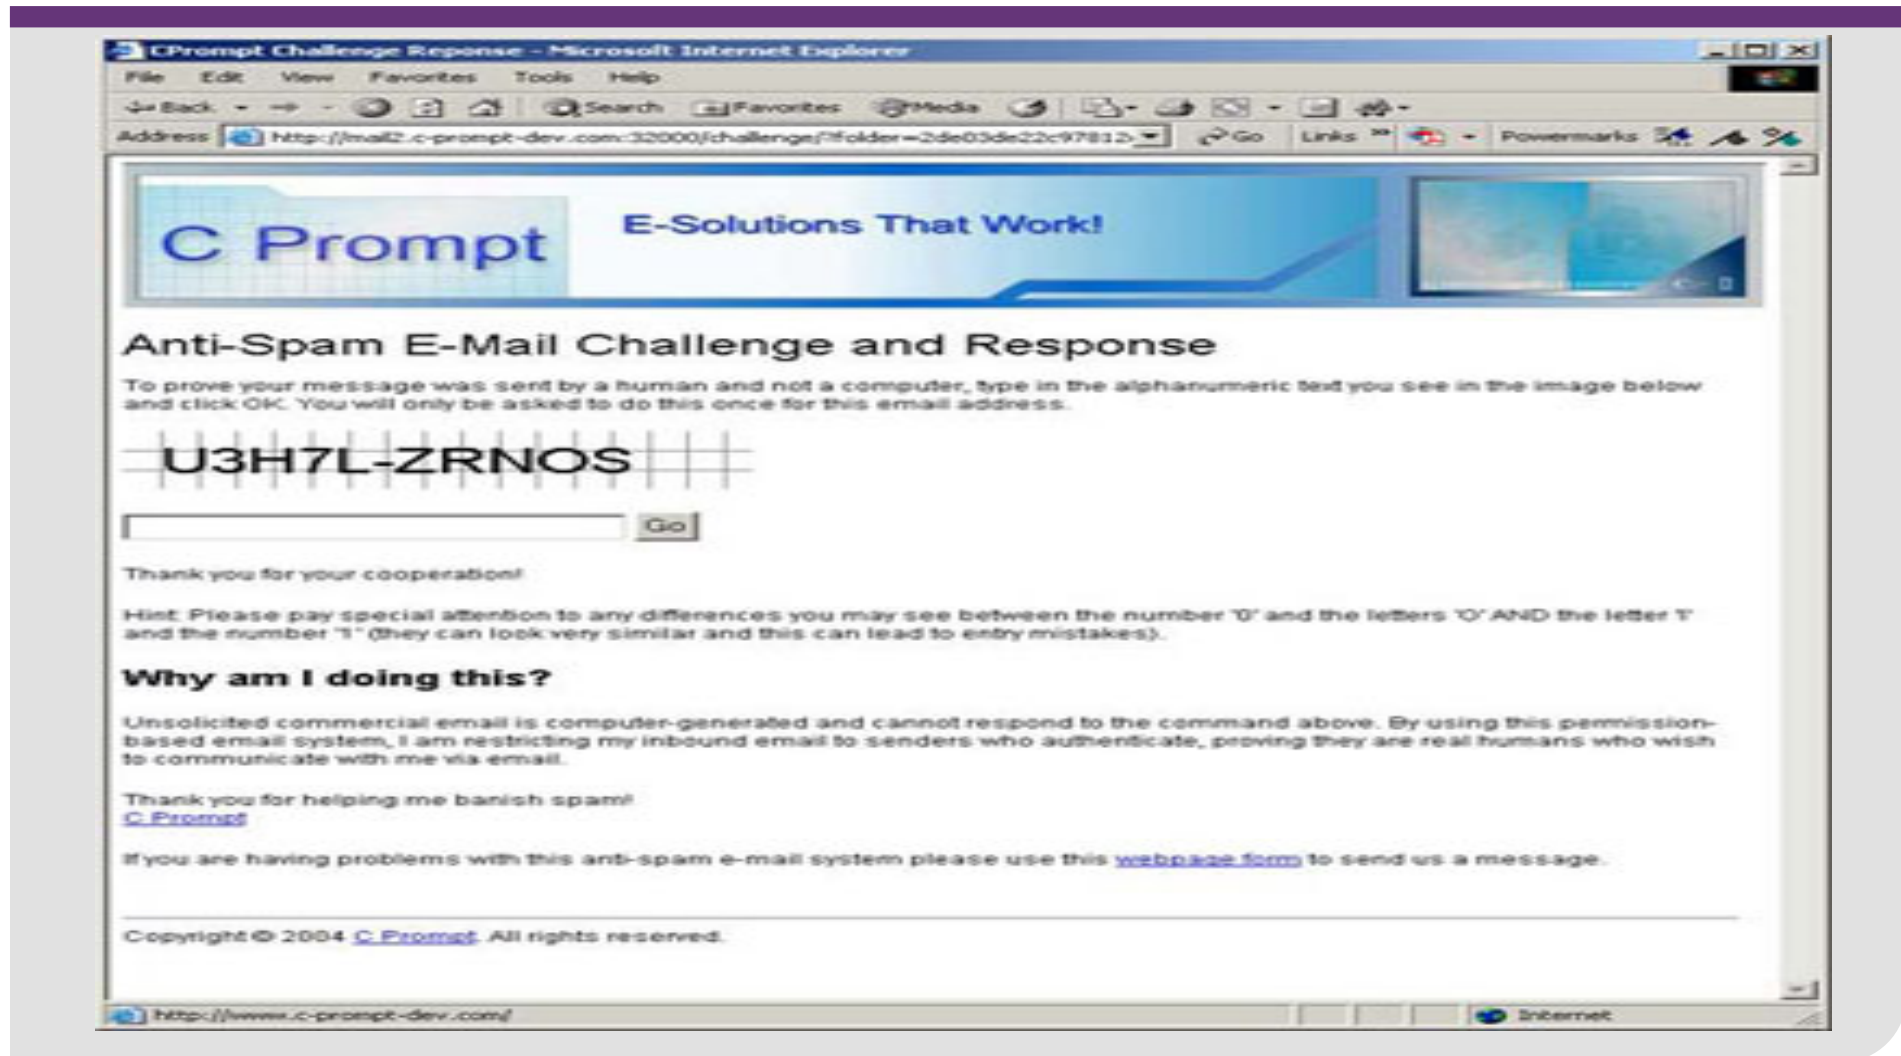 CPrompt Challenge Reponse - Microsoft Internet Explorer
File Edit View Favorites Tools Help
Back Search Favorites Media
Address http://mail2.c-prompt-dev.com:32000/challenge/?folder=2de03de22c97812 Go Links » Powermarks
C Prompt
E-Solutions That Work!
Anti-Spam E-Mail Challenge and Response
To prove your message was sent by a human and not a computer, type in the alphanumeric text you see in the image below
and click OK. You will only be asked to do this once for this email address.
U3H7L-ZRNOS
Go
Thank you for your cooperation!
Hint: Please pay special attention to any differences you may see between the number '0' and the letters 'O' AND the letter 'I'
and the number "1" (they can look very similar and this can lead to entry mistakes).
Why am I doing this?
Unsolicited commercial email is computer-generated and cannot respond to the command above. By using this permission-
based email system, I am restricting my inbound email to senders who authenticate, proving they are real humans who wish
to communicate with me via email.
Thank you for helping me banish spam!
C Prompt
If you are having problems with this anti-spam e-mail system please use this webpage form to send us a message.
Copyright © 2004 C Prompt. All rights reserved.
http://www.c-prompt-dev.com/ Internet